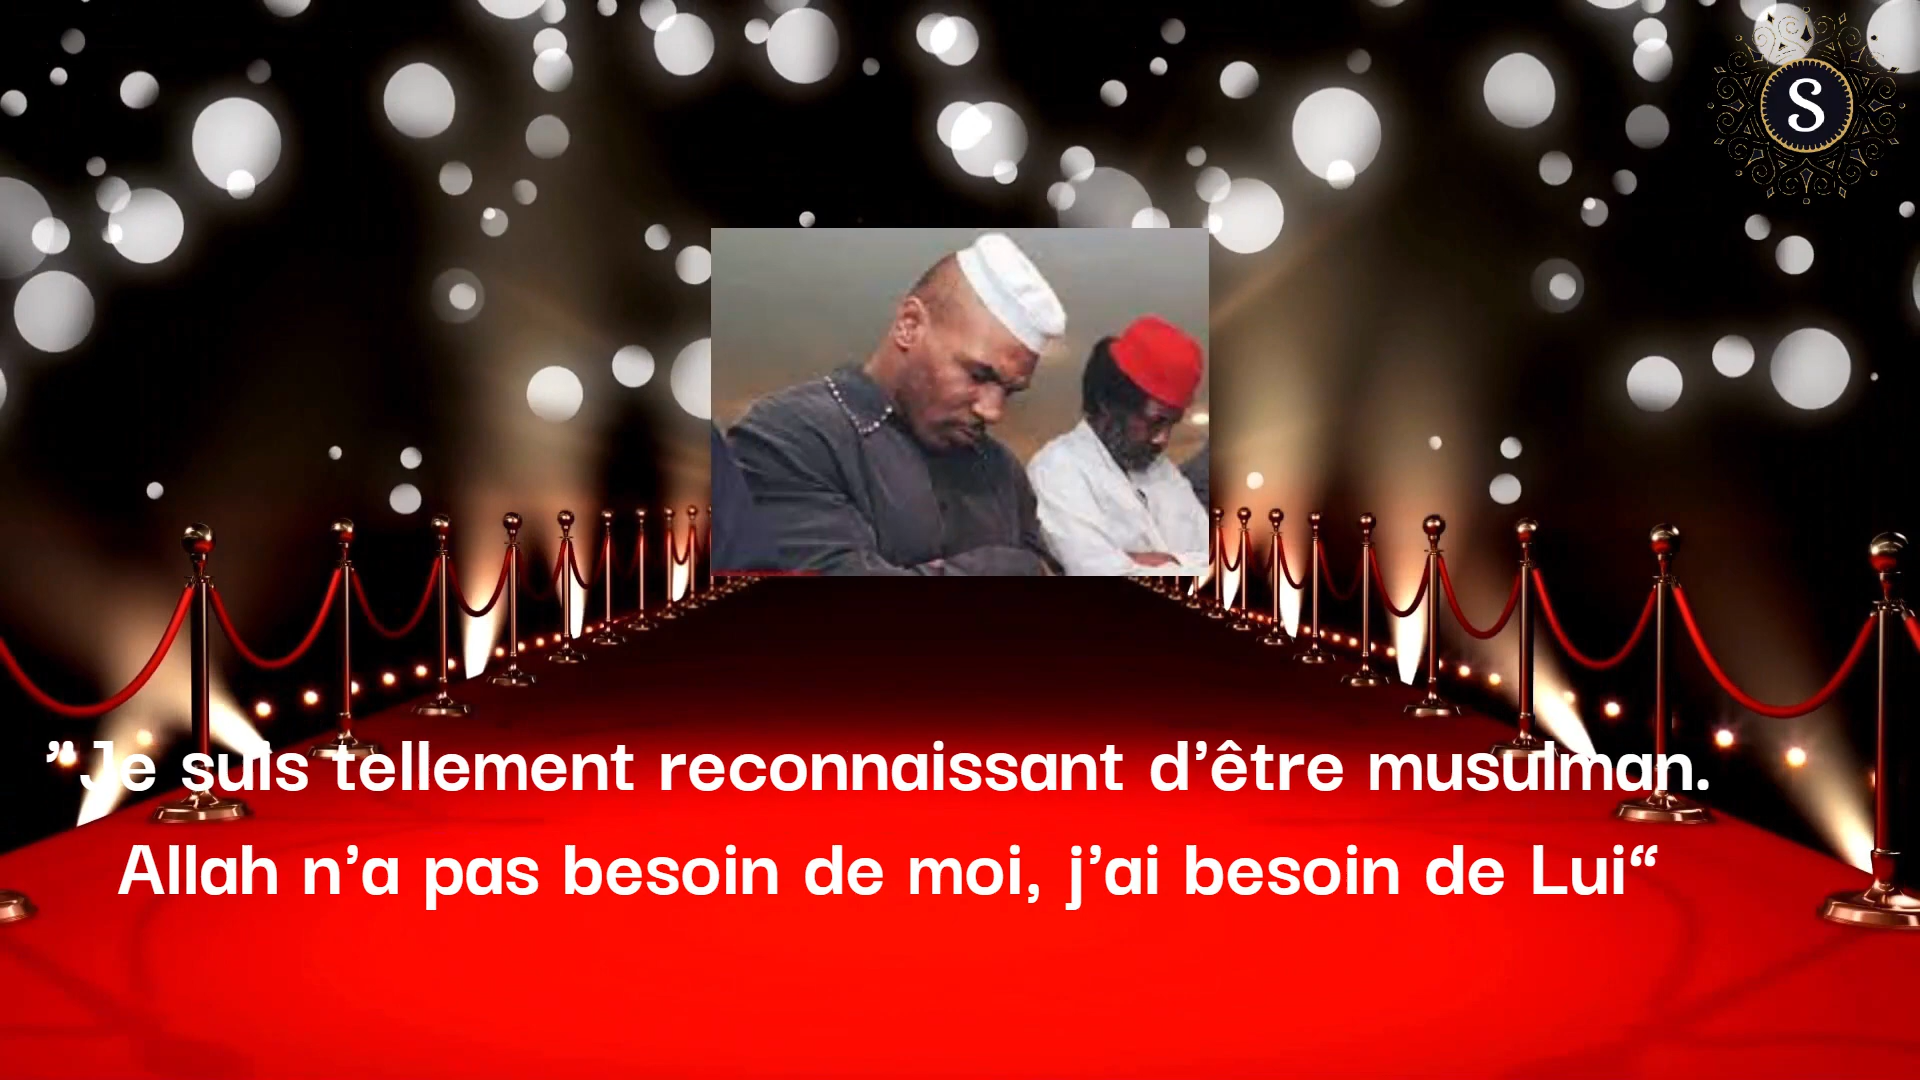 S
”Je suis tellement reconnaissant d’être musulman.
Allah n’a pas besoin de moi, j’ai besoin de Lui“